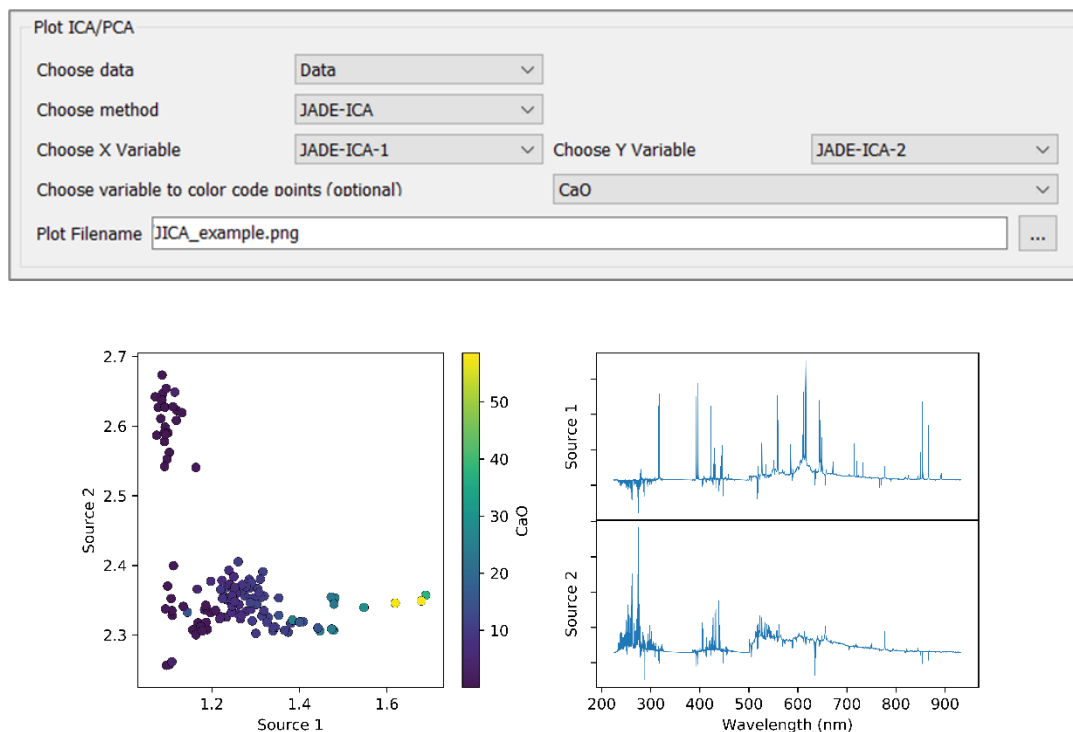 Plot ICA/PCA
Choose data Data
Choose method JADE-ICA
Choose X Variable JADE-ICA-1 Choose Y Variable JADE-ICA-2
Choose variable to color code points (optional) CaO
Plot Filename JICA_example.png ...
2.7
2.6
2.5
2.4
2.3
Source 2
1.2 1.4 1.6
Source 1
50
40
30
20
10
CaO
Source 1
Source 2
200 300 400 500 600 700 800 900
Wavelength (nm)